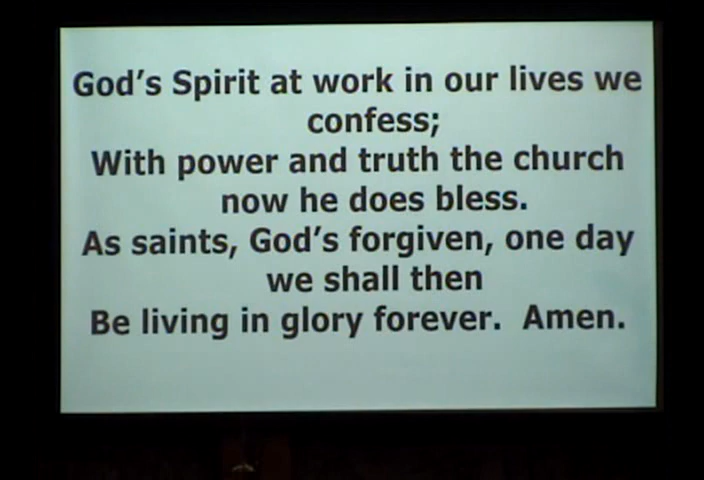 God's Spirit at work in our lives we
confess;
With power and truth the church
now he does bless.
As saints, God's forgiven, one day
we shall then
Be living in glory forever.  Amen.